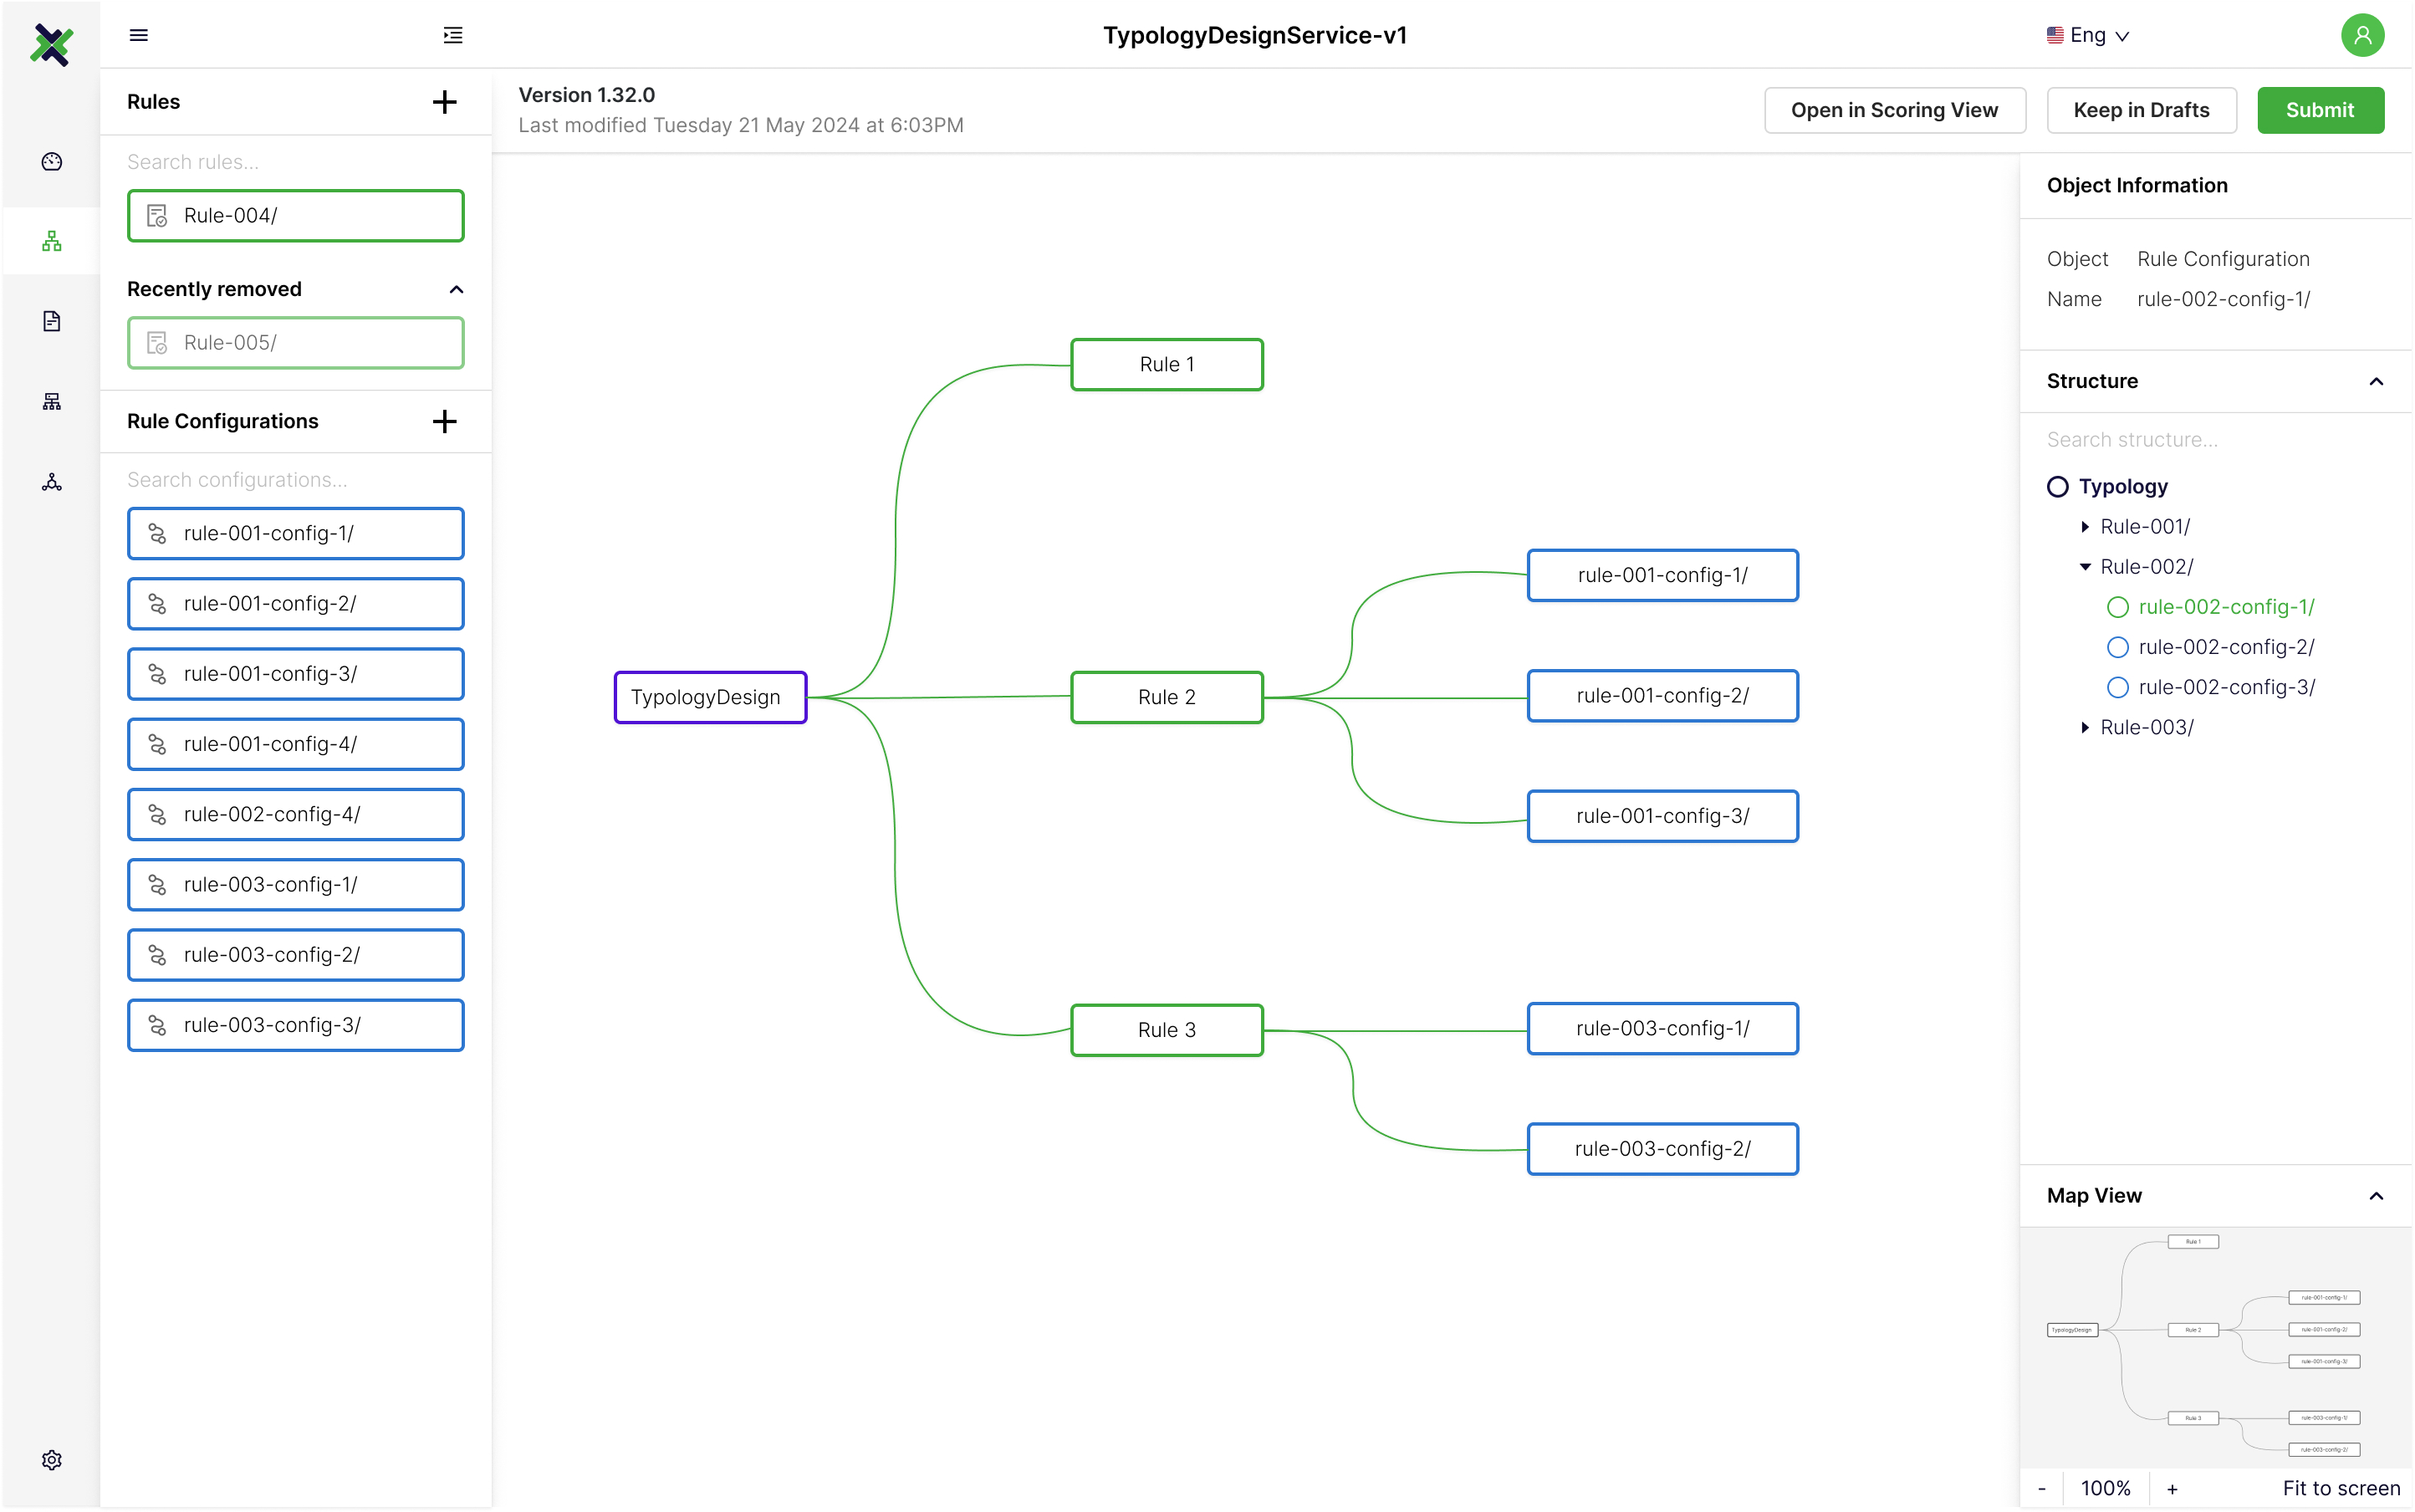 TypologyDesignService-v1
Eng
Rules
Search rules...
Rule-004/
Recently removed
Rule-005/
Rule Configurations
Search configurations...
rule-001-config-1/
rule-001-config-2/
rule-001-config-3/
rule-001-config-4/
rule-002-config-4/
rule-003-config-1/
rule-003-config-2/
rule-003-config-3/
Version 1.32.0
Last modified Tuesday 21 May 2024 at 6:03PM
Open in Scoring View
Keep in Drafts
Submit
TypologyDesign
Rule 1
Rule 2
rule-001-config-1/
rule-001-config-2/
rule-001-config-3/
Rule 3
rule-003-config-1/
rule-003-config-2/
Object Information
Object Rule Configuration
Name rule-002-config-1/
Structure
Search structure...
Typology
Rule-001/
Rule-002/
rule-002-config-1/
rule-002-config-2/
rule-002-config-3/
Rule-003/
Map View
TypologyDesign
Rule 1
Rule 2
rule-001-config-1/
rule-001-config-2/
rule-001-config-3/
Rule 3
rule-003-config-1/
rule-003-config-2/
- 100% + Fit to screen